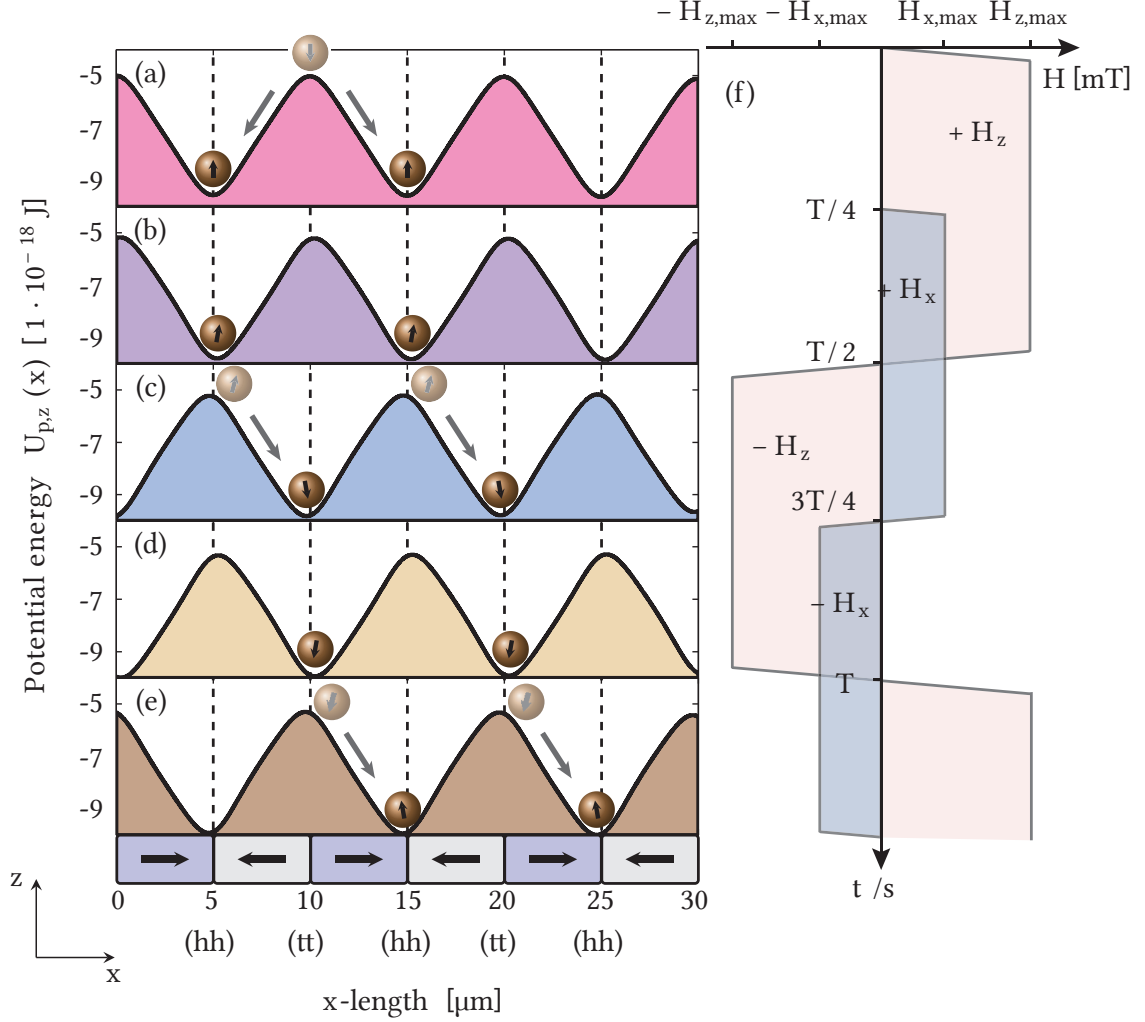 − H_z,max − H_x,max H_x,max H_z,max
H [mT]
(a)
-5
-7
-9
(b)
-5
-7
-9
(c)
-5
-7
-9
(d)
-5
-7
-9
(e)
-5
-7
-9
Potential energy U_p,z (x) [1 · 10^−18 J]
0 5 10 15 20 25 30
(hh) (tt) (hh) (tt) (hh)
x-length [μm]
z
x
(f)
+ H_z
T/4
+ H_x
T/2
− H_z
3T/4
− H_x
T
t /s